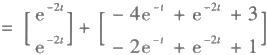 = [ e^{-2t} ] + [ - 4e^{-t} + e^{-2t} + 3 ]
[ e^{-2t} ] [ - 2e^{-t} + e^{-2t} + 1 ]